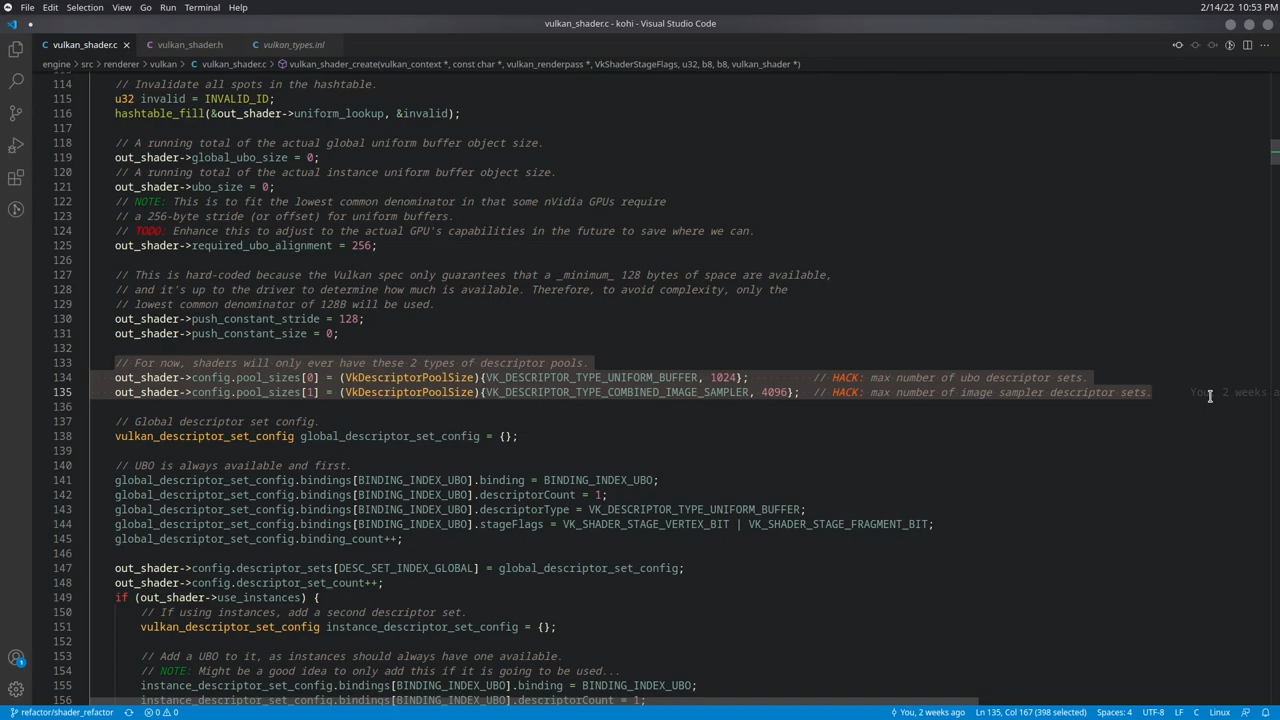 File Edit Selection View Go Run Terminal Help
2/14/22 10:53 PM
vulkan_shader.c - kohi - Visual Studio Code
vulkan_shader.c vulkan_shader.h vulkan_types.inl
engine > src > renderer > vulkan > vulkan_shader.c > vulkan_shader_create(vulkan_context *, const char *, vulkan_renderpass *, VkShaderStageFlags, u32, b8, b8, vulkan_shader *)
114 // Invalidate all spots in the hashtable.
115 u32 invalid = INVALID_ID;
116 hashtable_fill(&out_shader->uniform_lookup, &invalid);
117
118 // A running total of the actual global uniform buffer object size.
119 out_shader->global_ubo_size = 0;
120 // A running total of the actual instance uniform buffer object size.
121 out_shader->ubo_size = 0;
122 // NOTE: This is to fit the lowest common denominator in that some nVidia GPUs require
123 // a 256-byte stride (or offset) for uniform buffers.
124 // TODO: Enhance this to adjust to the actual GPU's capabilities in the future to save where we can.
125 out_shader->required_ubo_alignment = 256;
126
127 // This is hard-coded because the Vulkan spec only guarantees that a _minimum_ 128 bytes of space are available,
128 // and it's up to the driver to determine how much is available. Therefore, to avoid complexity, only the
129 // lowest common denominator of 128B will be used.
130 out_shader->push_constant_stride = 128;
131 out_shader->push_constant_size = 0;
132
133 // For now, shaders will only ever have these 2 types of descriptor pools.
134 out_shader->config.pool_sizes[0] = (VkDescriptorPoolSize){VK_DESCRIPTOR_TYPE_UNIFORM_BUFFER, 1024}; // HACK: max number of ubo descriptor sets.
135 out_shader->config.pool_sizes[1] = (VkDescriptorPoolSize){VK_DESCRIPTOR_TYPE_COMBINED_IMAGE_SAMPLER, 4096}; // HACK: max number of image sampler descriptor sets. You, 2 weeks
136
137 // Global descriptor set config.
138 vulkan_descriptor_set_config global_descriptor_set_config = {};
139
140 // UBO is always available and first.
141 global_descriptor_set_config.bindings[BINDING_INDEX_UBO].binding = BINDING_INDEX_UBO;
142 global_descriptor_set_config.bindings[BINDING_INDEX_UBO].descriptorCount = 1;
143 global_descriptor_set_config.bindings[BINDING_INDEX_UBO].descriptorType = VK_DESCRIPTOR_TYPE_UNIFORM_BUFFER;
144 global_descriptor_set_config.bindings[BINDING_INDEX_UBO].stageFlags = VK_SHADER_STAGE_VERTEX_BIT | VK_SHADER_STAGE_FRAGMENT_BIT;
145 global_descriptor_set_config.binding_count++;
146
147 out_shader->config.descriptor_sets[DESC_SET_INDEX_GLOBAL] = global_descriptor_set_config;
148 out_shader->config.descriptor_set_count++;
149 if (out_shader->use_instances) {
150 // If using instances, add a second descriptor set.
151 vulkan_descriptor_set_config instance_descriptor_set_config = {};
152
153 // Add a UBO to it, as instances should always have one available.
154 // NOTE: Might be a good idea to only add this if it is going to be used...
155 instance_descriptor_set_config.bindings[BINDING_INDEX_UBO].binding = BINDING_INDEX_UBO;
156 instance_descriptor_set_config.bindings[BINDING_INDEX_UBO].descriptorCount = 1;
refactor/shader_refactor 0 0 You, 2 weeks ago Ln 135, Col 167 (398 selected) Spaces: 4 UTF-8 LF C Linux